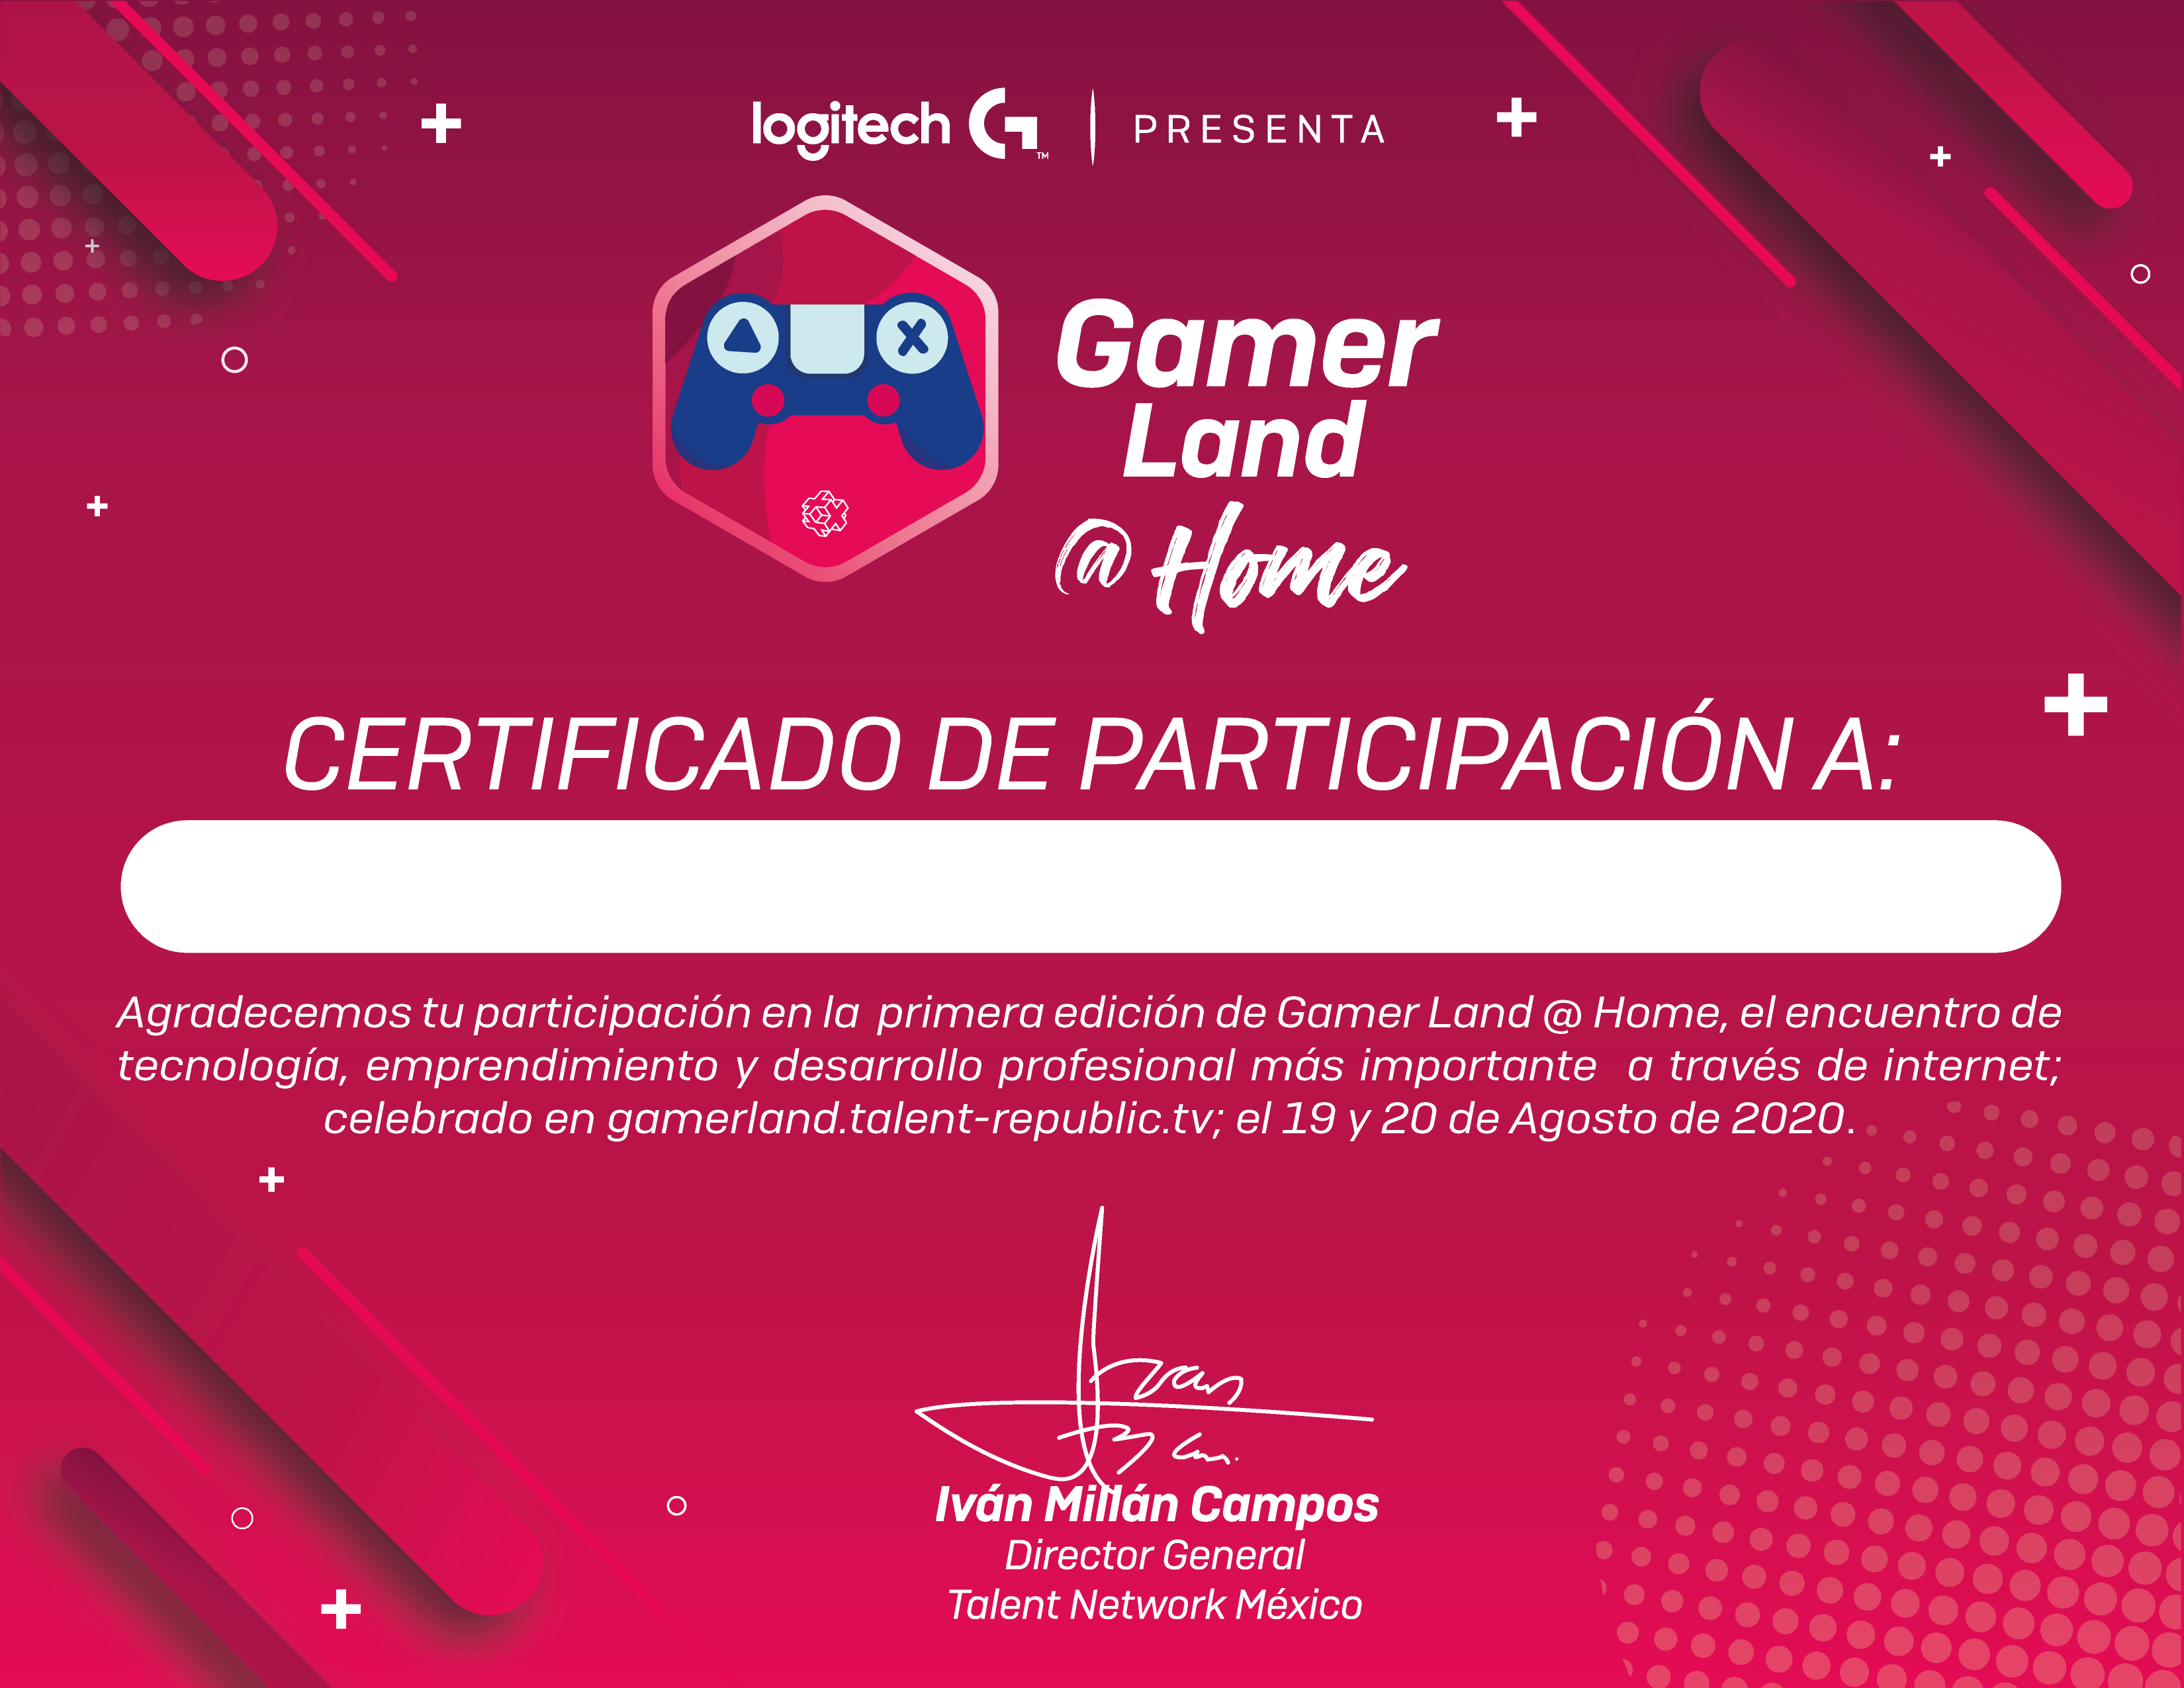 logitech G™ | PRESENTA
Gamer
Land
@ Home
CERTIFICADO DE PARTICIPACIÓN A:
Agradecemos tu participación en la primera edición de Gamer Land @ Home, el encuentro de
tecnología, emprendimiento y desarrollo profesional más importante a través de internet;
celebrado en gamerland.talent-republic.tv; el 19 y 20 de Agosto de 2020.
Iván Millán Campos
Director General
Talent Network México